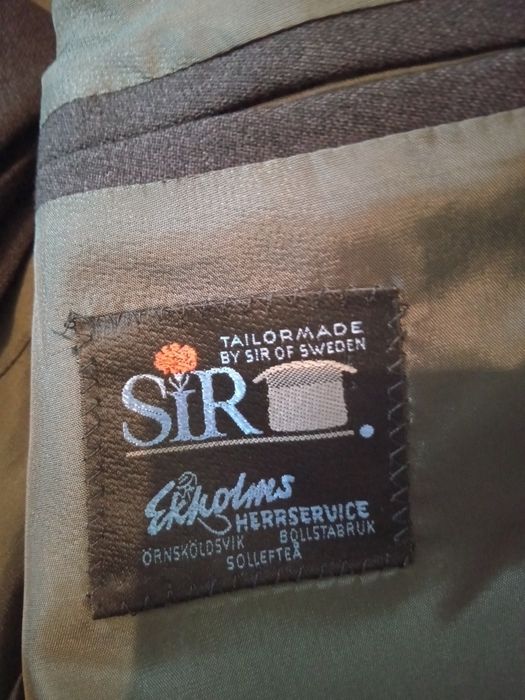 TAILORMADE
BY SIR OF SWEDEN
SIR
Ekholms
HERRSERVICE
ÖRNSKÖLDSVIK BOLLSTABRUK
SOLLEFTEÅ